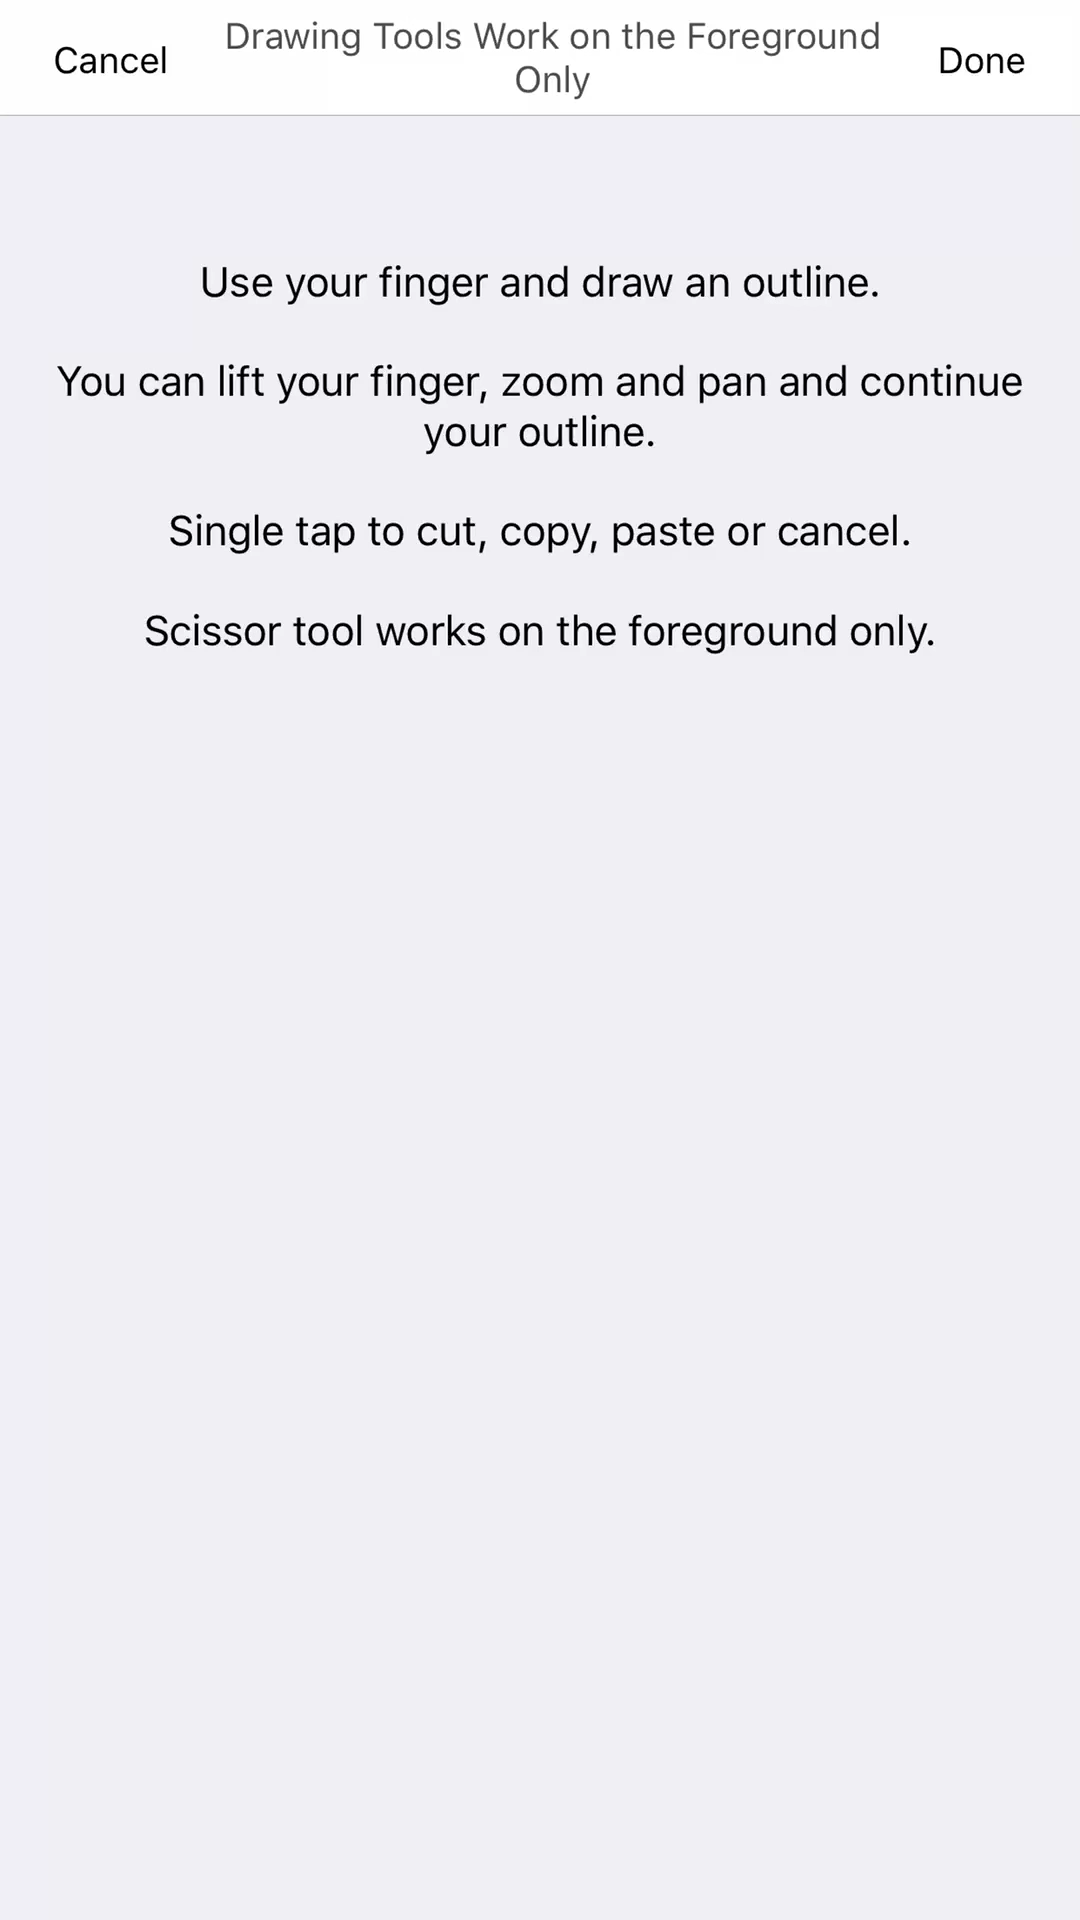 Cancel
Drawing Tools Work on the Foreground
Only
Done
Use your finger and draw an outline.
You can lift your finger, zoom and pan and continue
your outline.
Single tap to cut, copy, paste or cancel.
Scissor tool works on the foreground only.